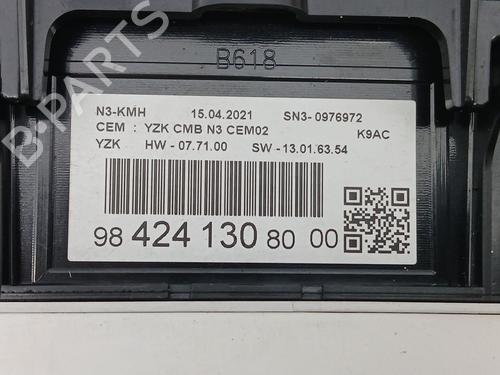 B-PARTS
B618
N3-KMH 15.04.2021 SN3- 0976972
CEM : YZK CMB N3 CEM02 K9AC
YZK HW - 07.71.00 SW - 13.01.63.54
98 424 130 80 00